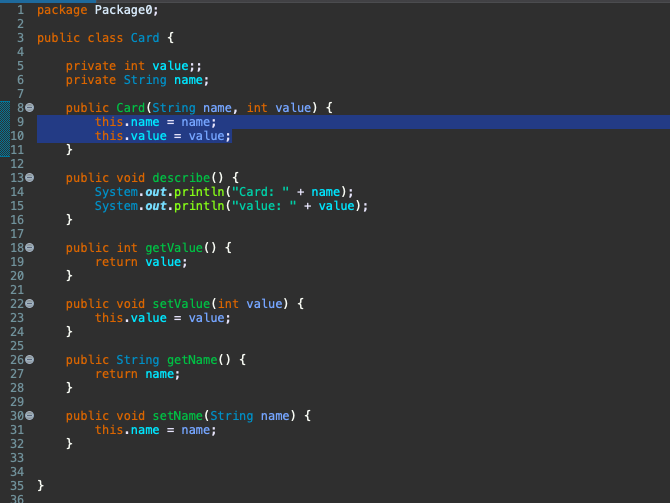 1 package Package0;
2
3 public class Card {
4
5     private int value;;
6     private String name;
7
8     public Card(String name, int value) {
9         this.name = name;
10         this.value = value;
11     }
12
13     public void describe() {
14         System.out.println("Card: " + name);
15         System.out.println("value: " + value);
16     }
17
18     public int getValue() {
19         return value;
20     }
21
22     public void setValue(int value) {
23         this.value = value;
24     }
25
26     public String getName() {
27         return name;
28     }
29
30     public void setName(String name) {
31         this.name = name;
32     }
33
34
35 }
36